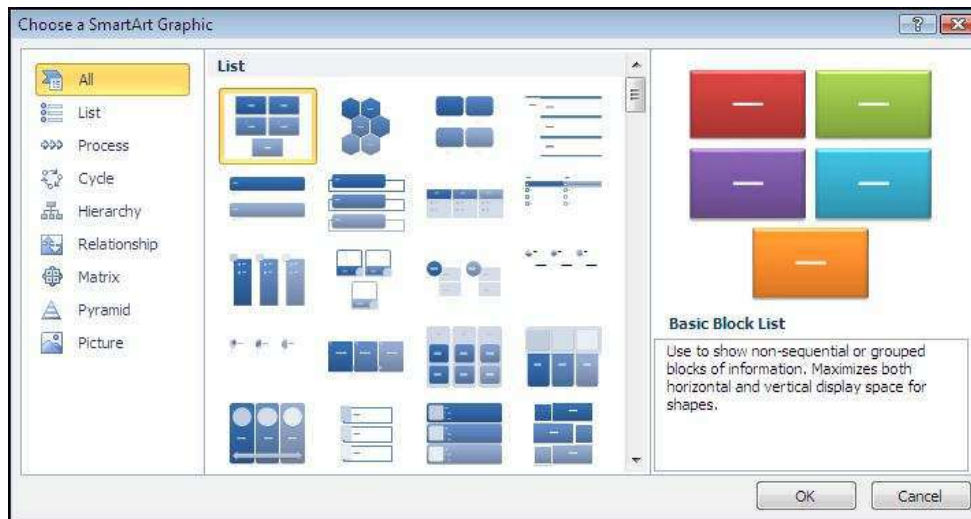 Choose a SmartArt Graphic
All
List
Process
Cycle
Hierarchy
Relationship
Matrix
Pyramid
Picture
List
Basic Block List
Use to show non-sequential or grouped
blocks of information. Maximizes both
horizontal and vertical display space for
shapes.
OK
Cancel